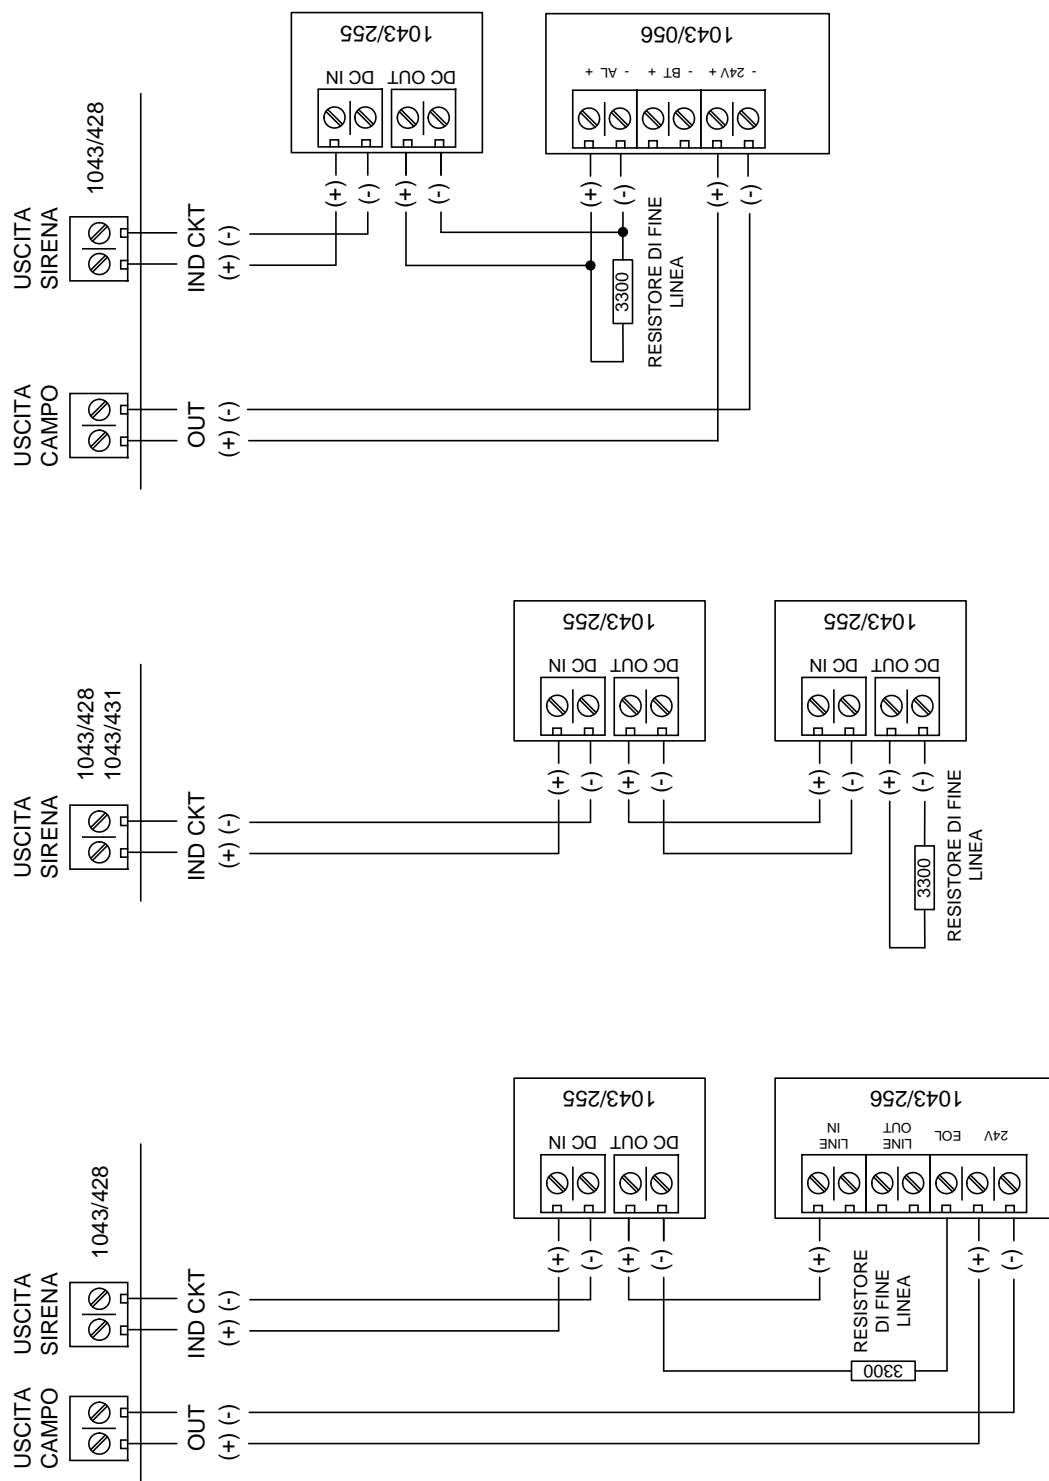 1043/428
USCITA
SIRENA
IND CKT
(+) (-)
USCITA
CAMPO
OUT
(+) (-)
1043/255
DC IN
DC OUT
(+) (-) (+) (-)
1043/056
+ AL -
+ BT -
+ 24V -
(+) (-)
(+) (-)
3300
RESISTORE DI FINE
LINEA
1043/428
1043/431
USCITA
SIRENA
IND CKT
(+) (-)
1043/255
DC IN
DC OUT
(+) (-) (+) (-)
1043/255
DC IN
DC OUT
(+) (-) (+) (-)
3300
RESISTORE DI FINE
LINEA
1043/428
USCITA
SIRENA
IND CKT
(+) (-)
USCITA
CAMPO
OUT
(+) (-)
1043/255
DC IN
DC OUT
(+) (-) (+) (-)
1043/256
LINE
IN
LINE
OUT
EOL
24V
(+)
(+) (-)
RESISTORE
DI FINE
LINEA
3300